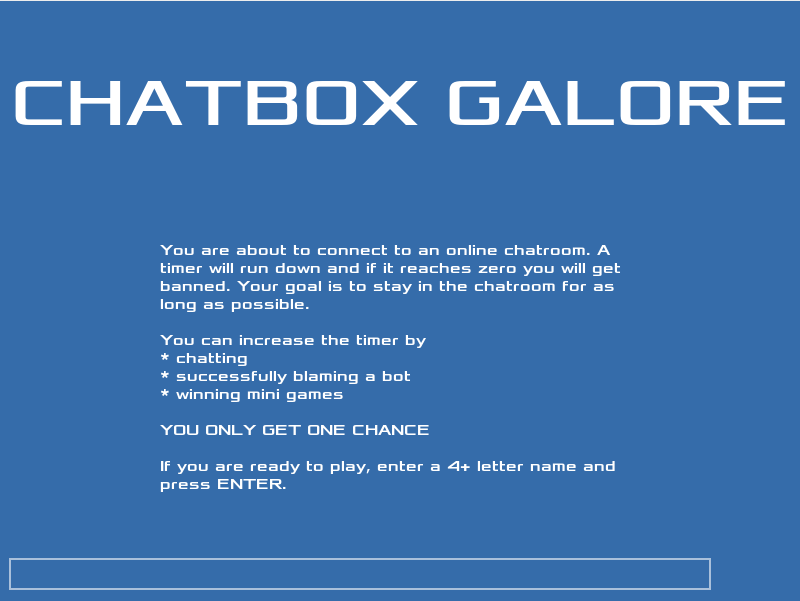 CHATBOX GALORE
You are about to connect to an online chatroom. A
timer will run down and if it reaches zero you will get
banned. Your goal is to stay in the chatroom for as
long as possible.
You can increase the timer by
* chatting
* successfully blaming a bot
* winning mini games
YOU ONLY GET ONE CHANCE
If you are ready to play, enter a 4+ letter name and
press ENTER.